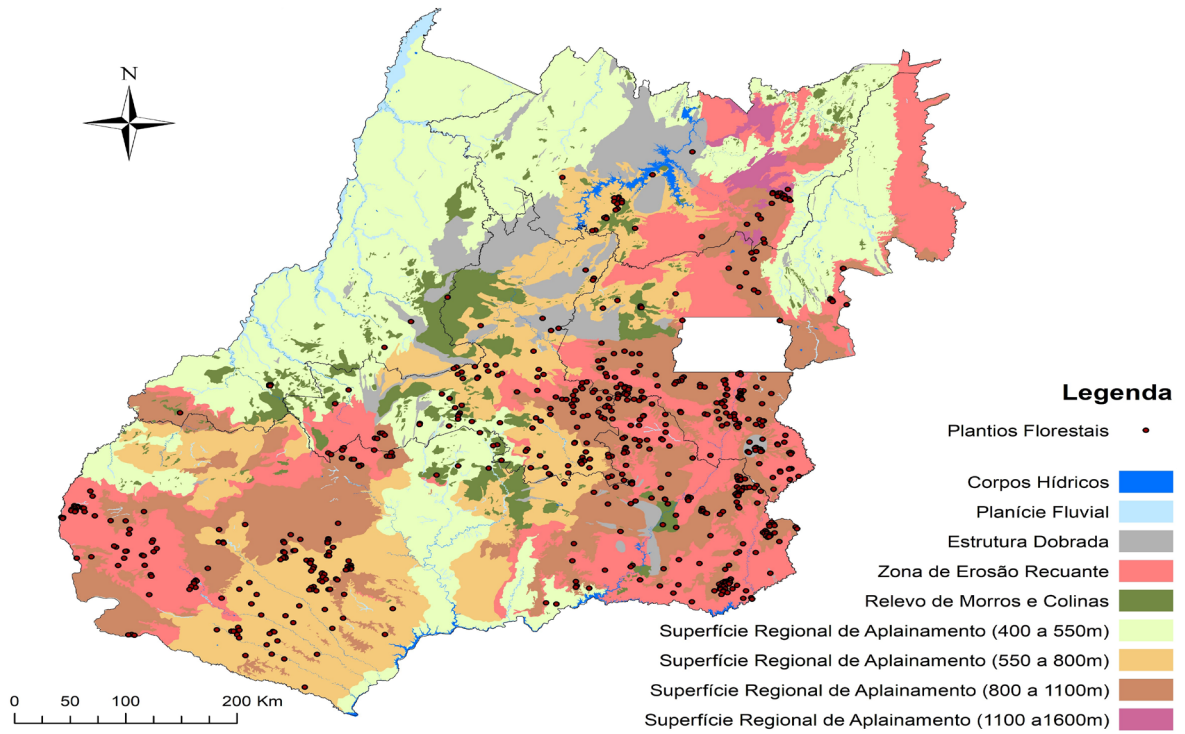 N
Legenda
Plantios Florestais
Corpos Hídricos
Planície Fluvial
Estrutura Dobrada
Zona de Erosão Recuante
Relevo de Morros e Colinas
Superfície Regional de Aplainamento (400 a 550m)
Superfície Regional de Aplainamento (550 a 800m)
Superfície Regional de Aplainamento (800 a 1100m)
Superfície Regional de Aplainamento (1100 a1600m)
0 50 100 200 Km